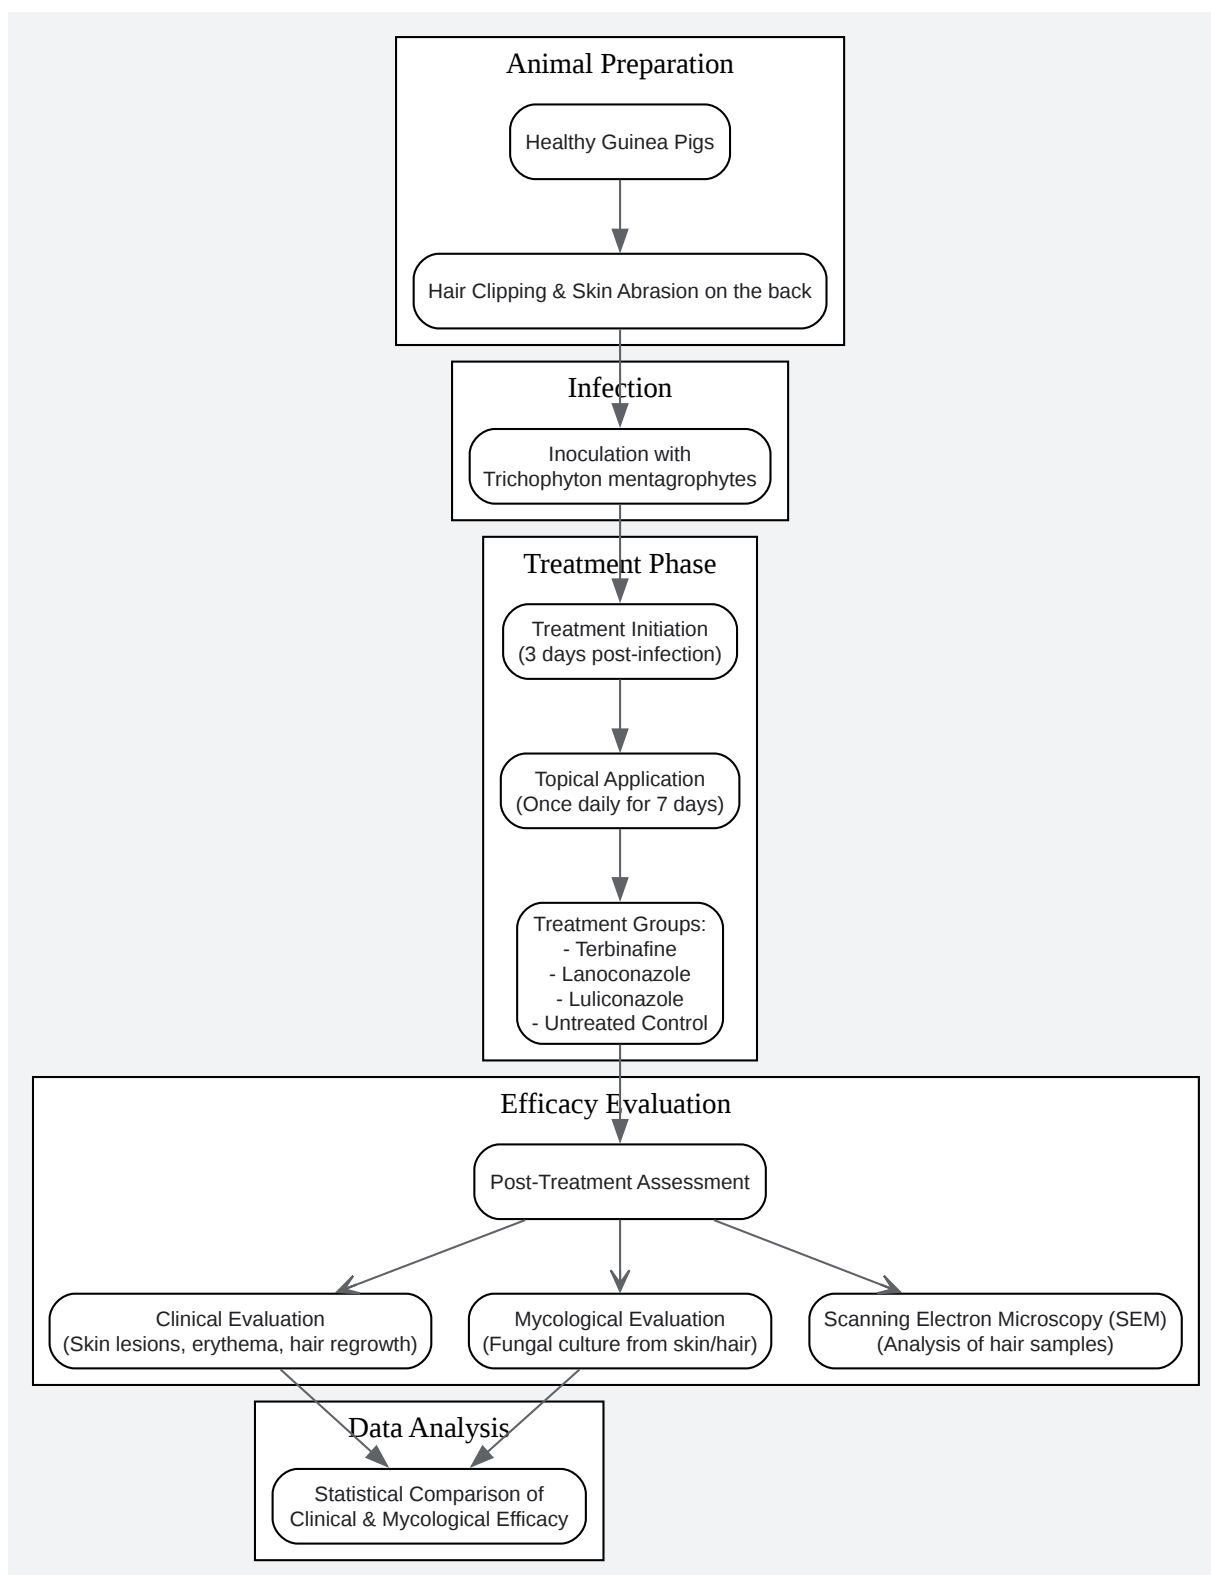 Animal Preparation
Healthy Guinea Pigs
Hair Clipping & Skin Abrasion on the back
Infection
Inoculation with
Trichophyton mentagrophytes
Treatment Phase
Treatment Initiation
(3 days post-infection)
Topical Application
(Once daily for 7 days)
Treatment Groups:
- Terbinafine
- Lanoconazole
- Luliconazole
- Untreated Control
Efficacy Evaluation
Post-Treatment Assessment
Clinical Evaluation
(Skin lesions, erythema, hair regrowth)
Mycological Evaluation
(Fungal culture from skin/hair)
Scanning Electron Microscopy (SEM)
(Analysis of hair samples)
Data Analysis
Statistical Comparison of
Clinical & Mycological Efficacy